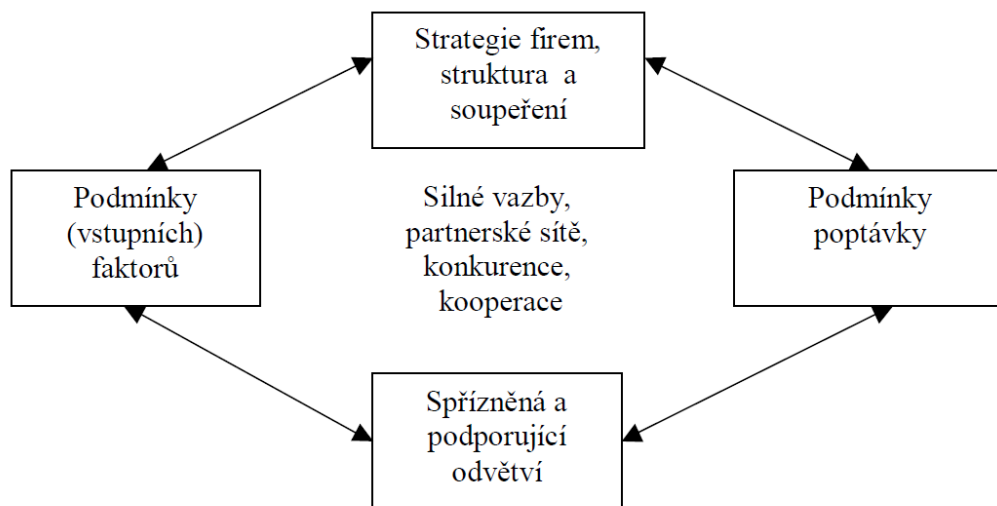 Strategie firem,
struktura a
soupeření
Podmínky
(vstupních)
faktorů
Silné vazby,
partnerské sítě,
konkurence,
kooperace
Podmínky
poptávky
Spřízněná a
podporující
odvětví